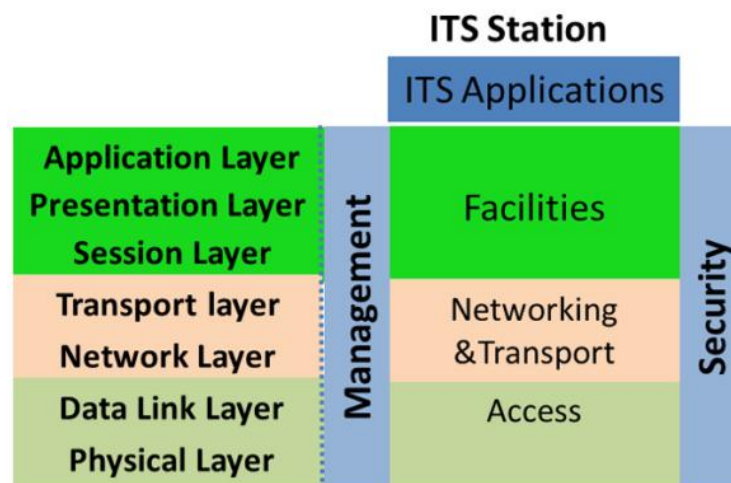 ITS Station
ITS Applications
Application Layer
Presentation Layer
Session Layer
Transport layer
Network Layer
Data Link Layer
Physical Layer
Management
Facilities
Networking
&Transport
Access
Security